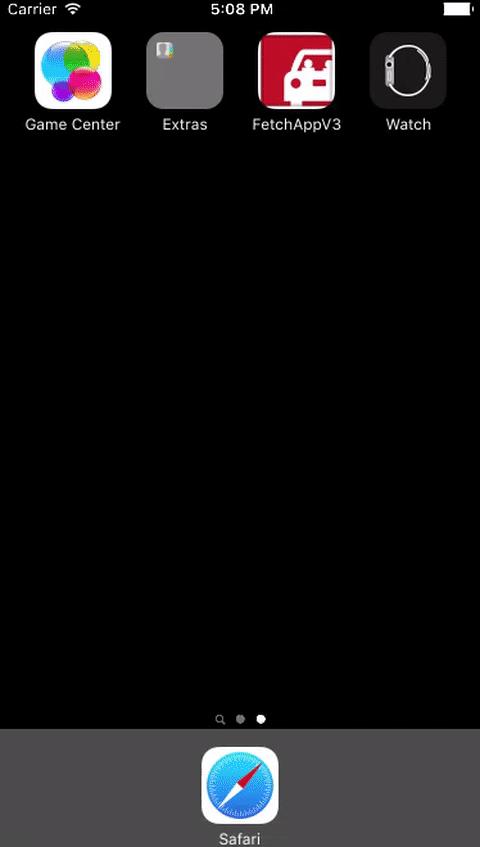 Carrier 5:08 PM
Game Center Extras FetchAppV3 Watch
Safari